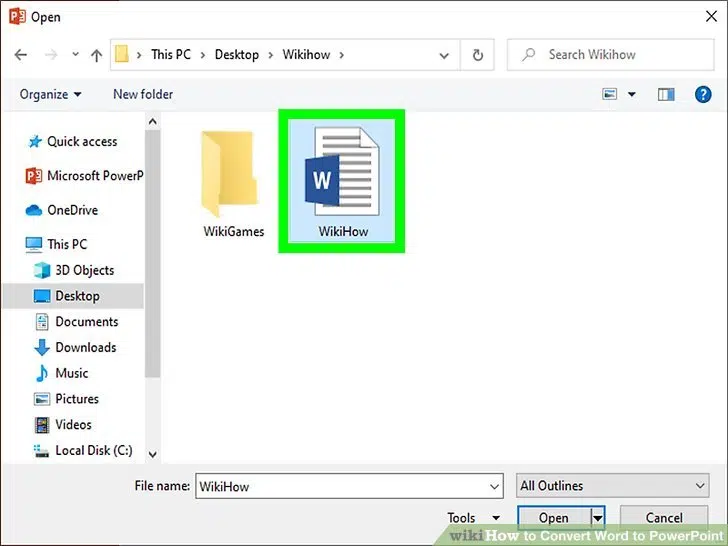 Open
This PC > Desktop > Wikihow >
Search Wikihow
Organize
New folder
Quick access
Microsoft PowerP
OneDrive
This PC
3D Objects
Desktop
Documents
Downloads
Music
Pictures
Videos
Local Disk (C:)
WikiGames
W
WikiHow
File name:
WikiHow
All Outlines
Tools
Open
Cancel
wikiHow to Convert Word to PowerPoint